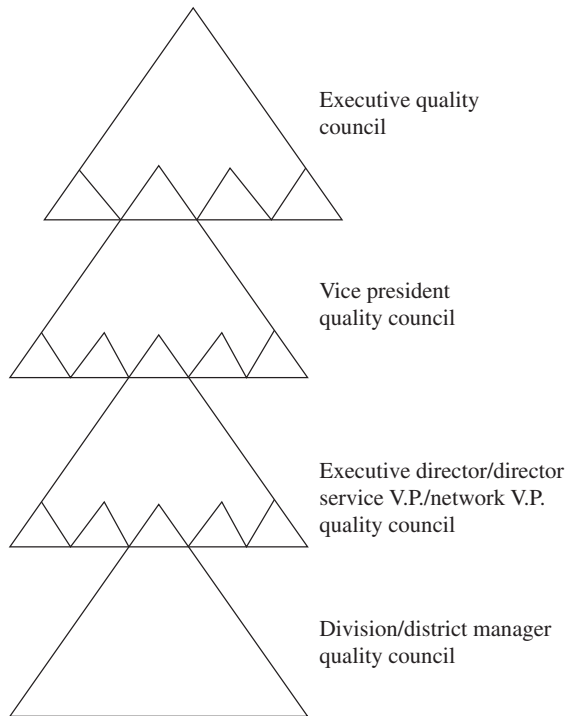 Executive quality
council
Vice president
quality council
Executive director/director
service V.P./network V.P.
quality council
Division/district manager
quality council